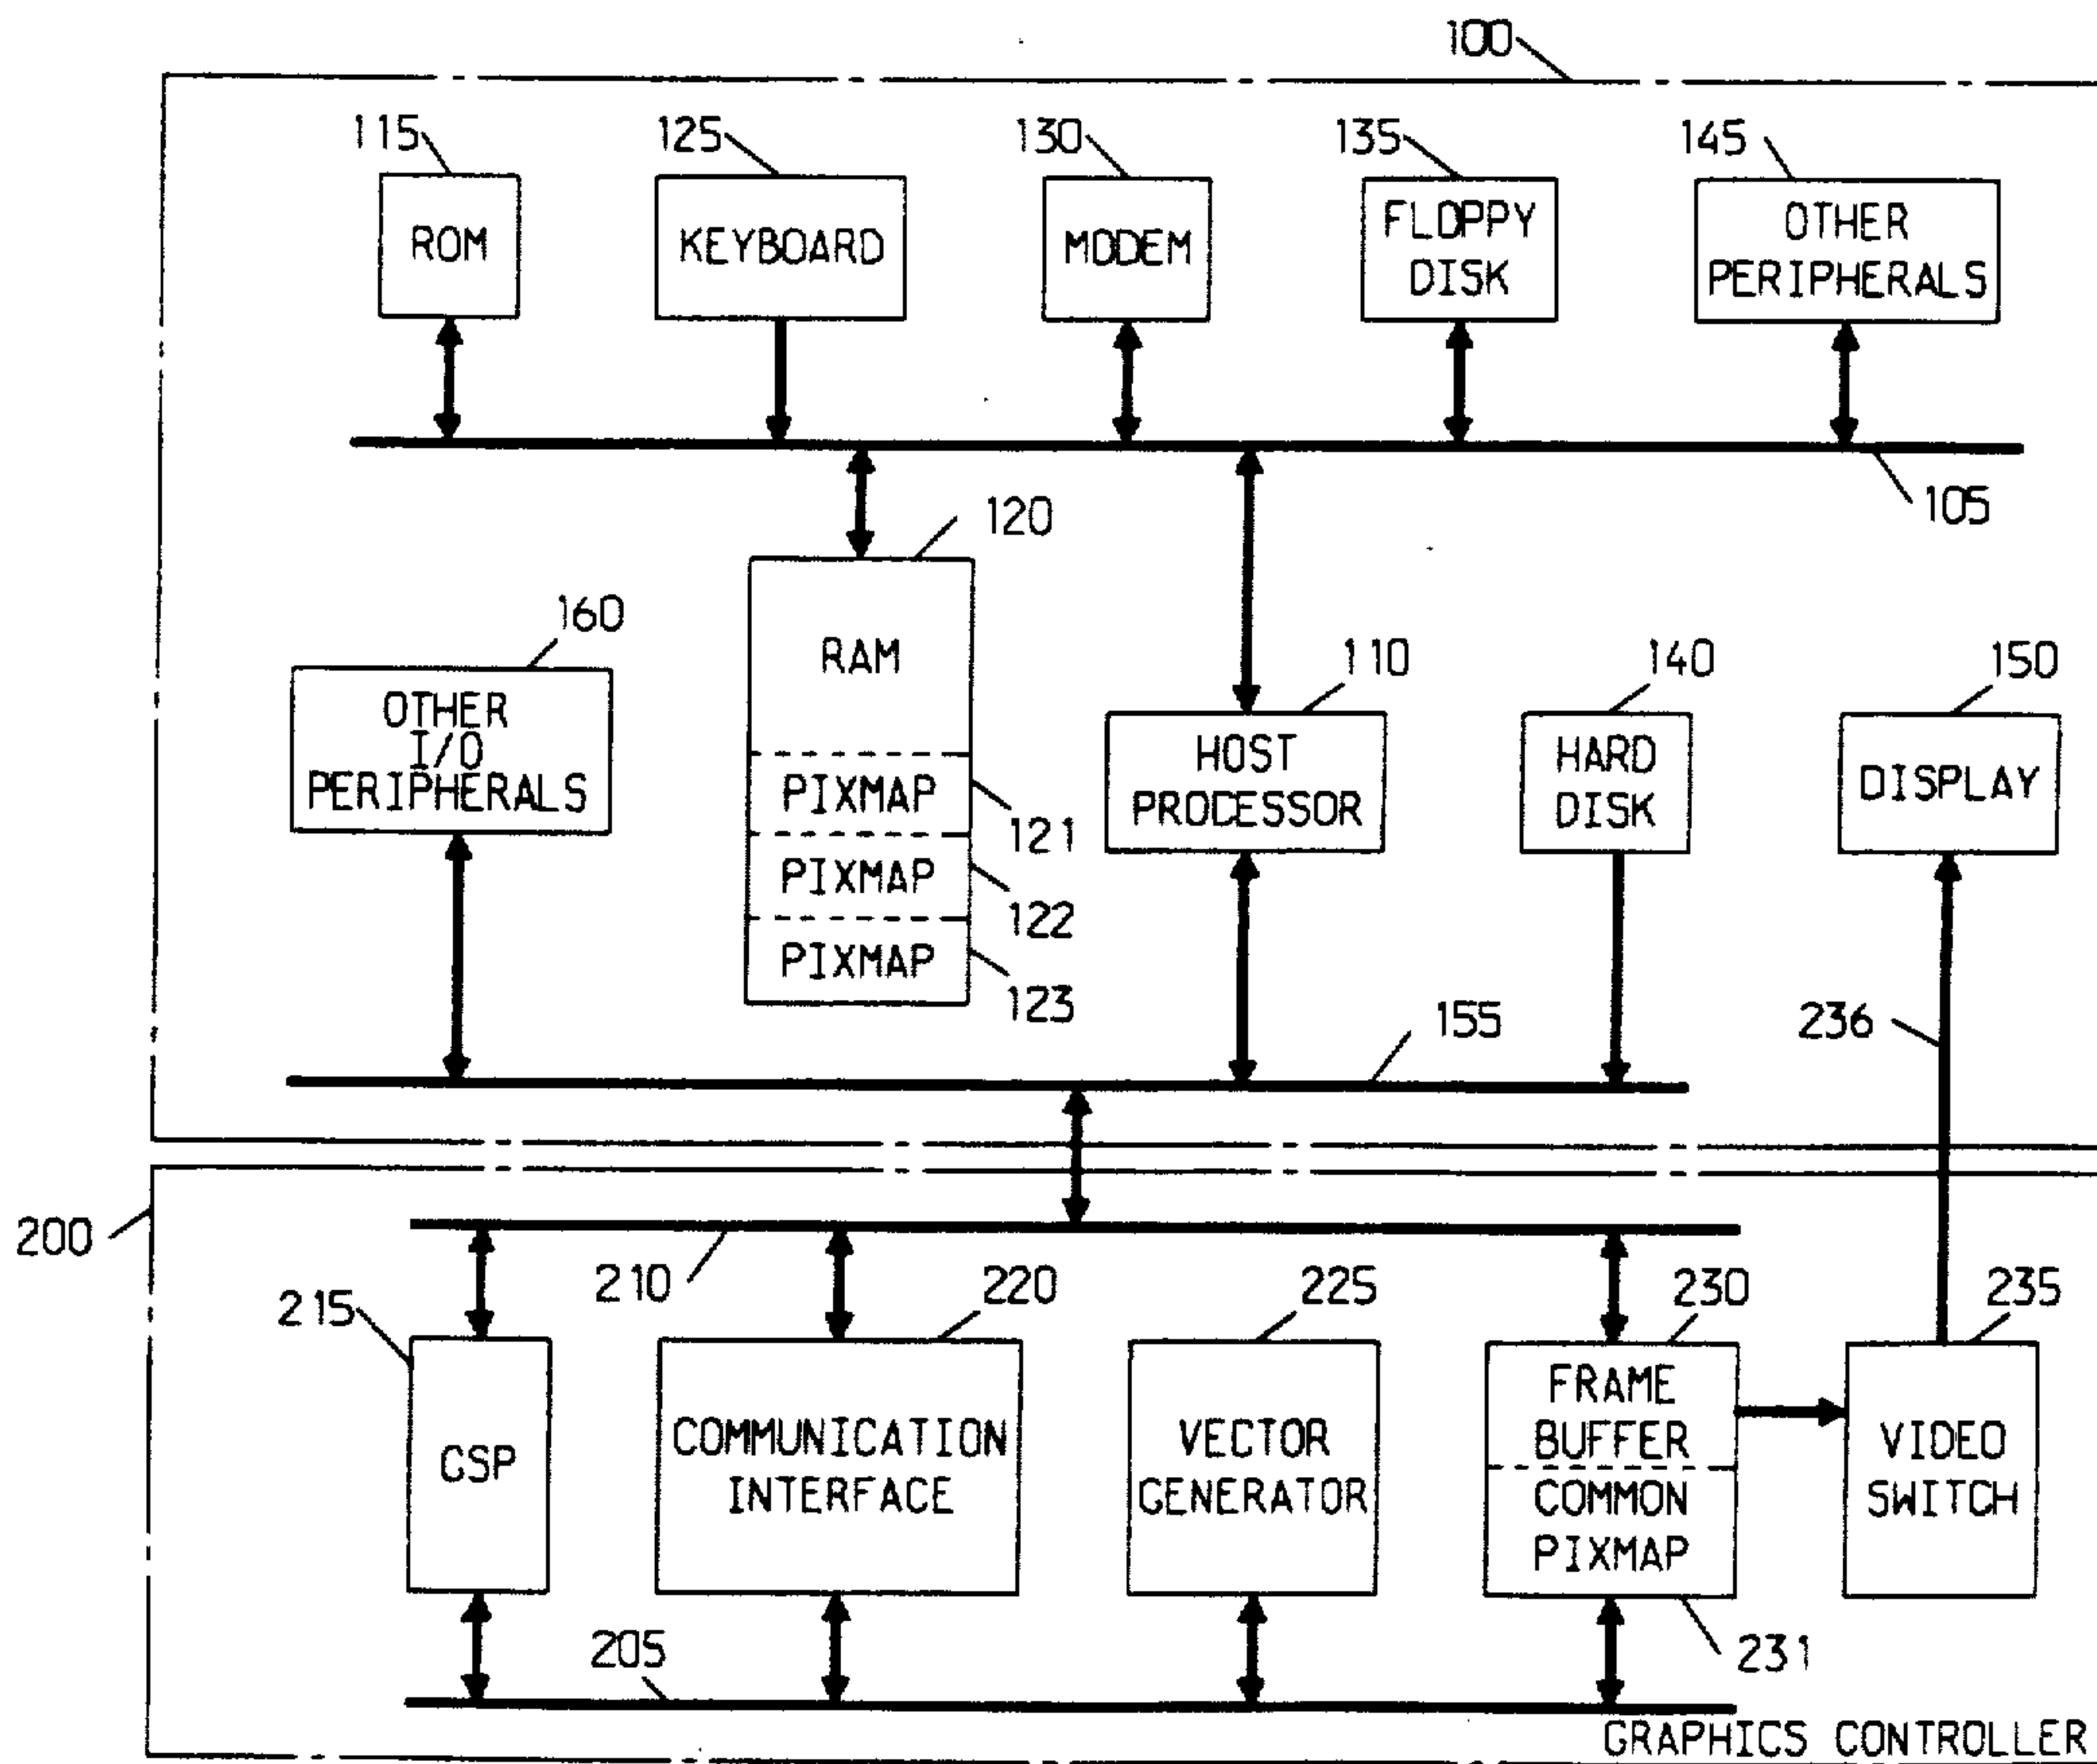 100
115
125
130
135
145
ROM
KEYBOARD
MODEM
FLOPPY
DISK
OTHER
PERIPHERALS
105
120
160
RAM
110
140
150
OTHER
I/O
PERIPHERALS
HOST
PROCESSOR
HARD
DISK
DISPLAY
PIXMAP
121
PIXMAP
122
PIXMAP
123
155
236
200
210
215
220
225
230
235
GSP
COMMUNICATION
INTERFACE
VECTOR
GENERATOR
FRAME
BUFFER
COMMON
PIXMAP
VIDEO
SWITCH
205
231
GRAPHICS CONTROLLER